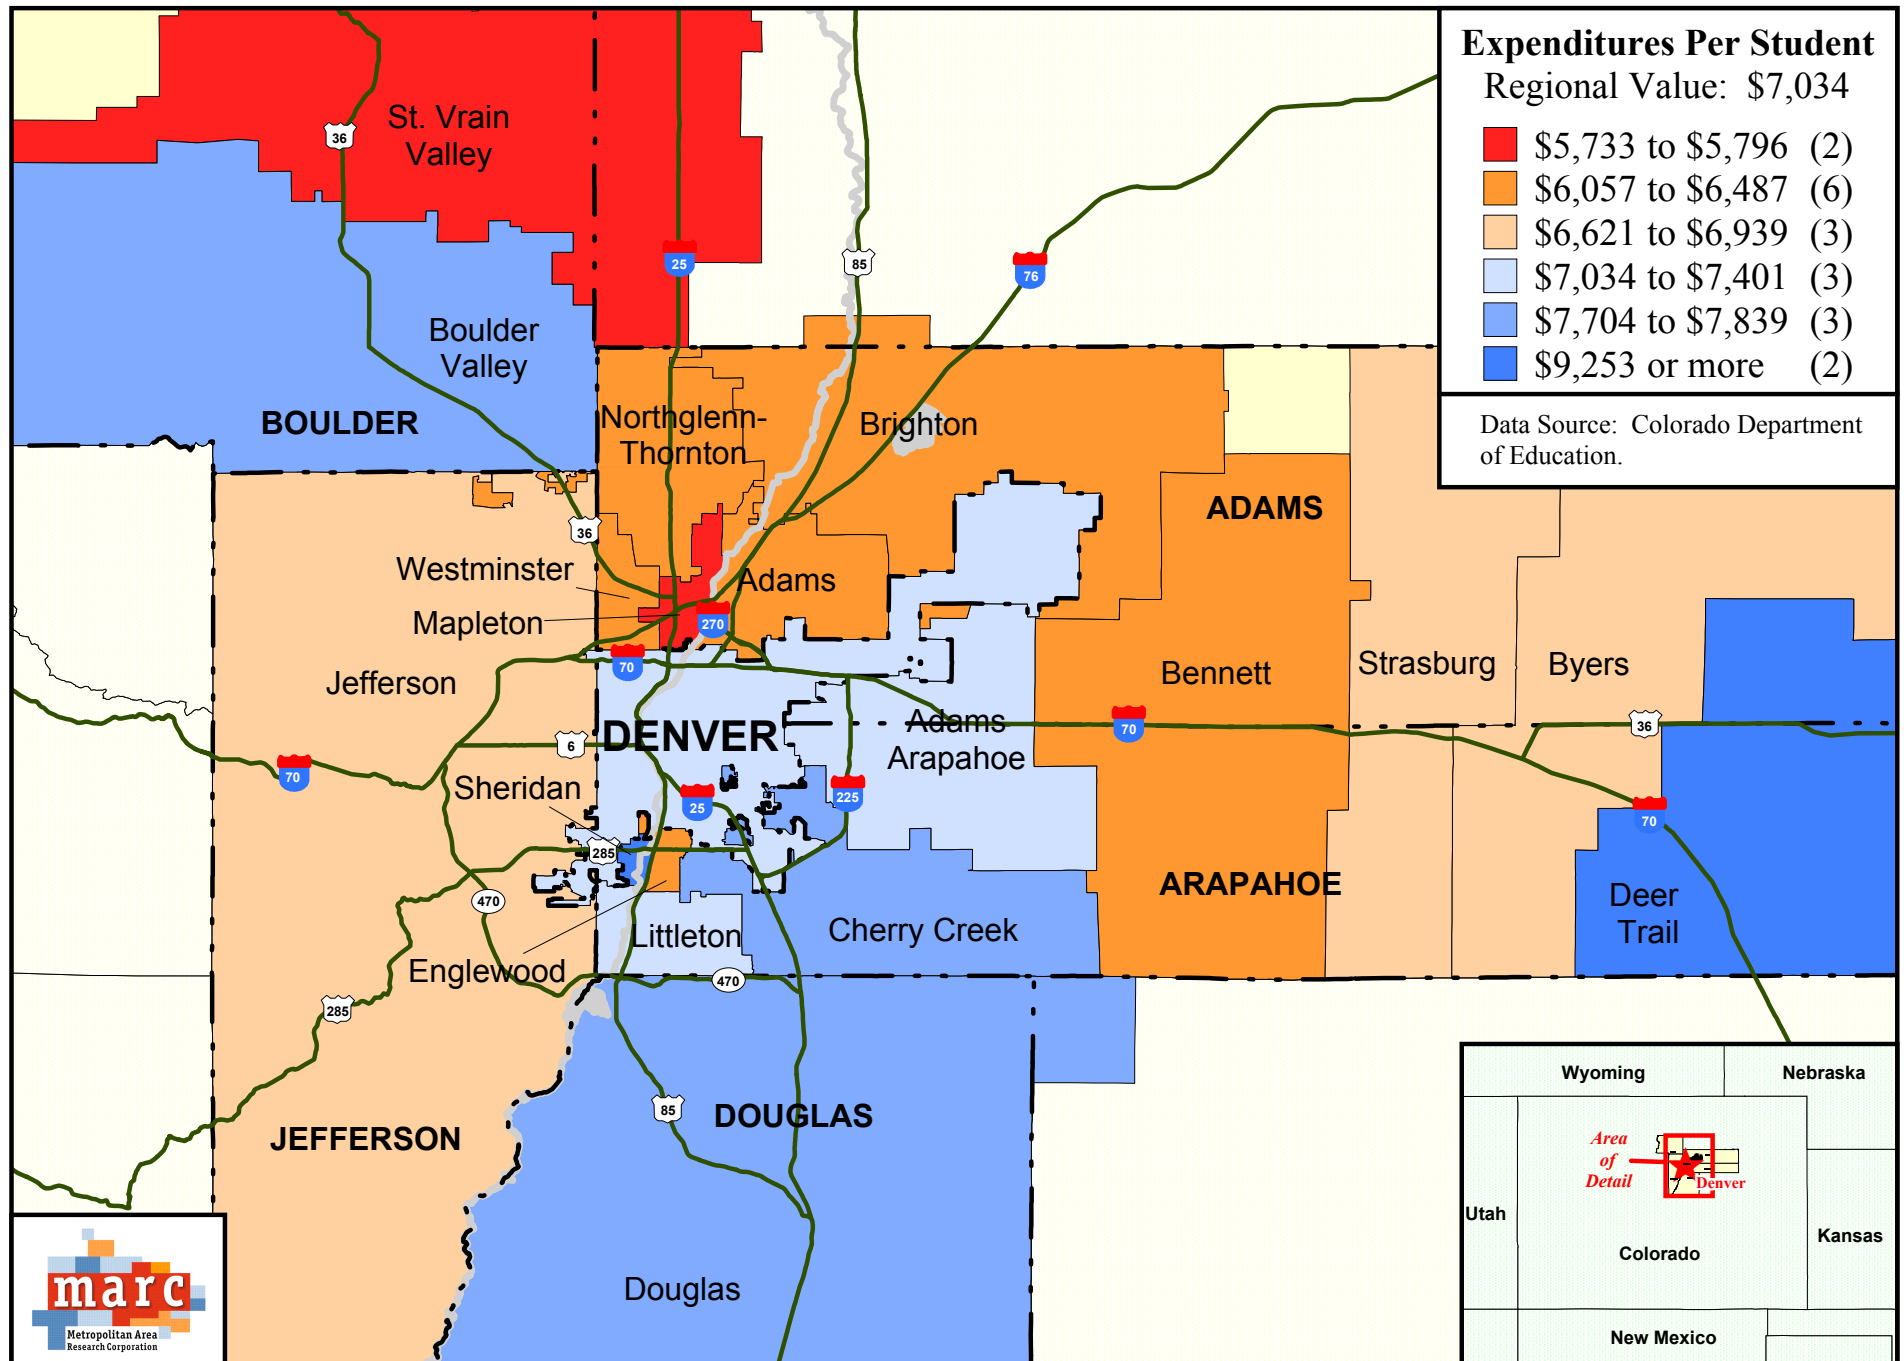 Expenditures Per Student
Regional Value: $7,034
$5,733 to $5,796 (2)
$6,057 to $6,487 (6)
$6,621 to $6,939 (3)
$7,034 to $7,401 (3)
$7,704 to $7,839 (3)
$9,253 or more (2)
Data Source: Colorado Department
of Education.
St. Vrain
Valley
36
25
85
76
Boulder
Valley
BOULDER
Northglenn-
Thornton
Brighton
ADAMS
36
Westminster
Adams
Mapleton
270
70
Jefferson
Bennett
Strasburg
Byers
DENVER
Adams
Arapahoe
6
70
36
70
Sheridan
25
225
70
285
ARAPAHOE
470
Deer
Trail
Littleton
Cherry Creek
Englewood
470
285
85
DOUGLAS
JEFFERSON
Douglas
Wyoming
Nebraska
Area
of
Detail
Denver
Utah
Kansas
Colorado
New Mexico
marc
Metropolitan Area
Research Corporation